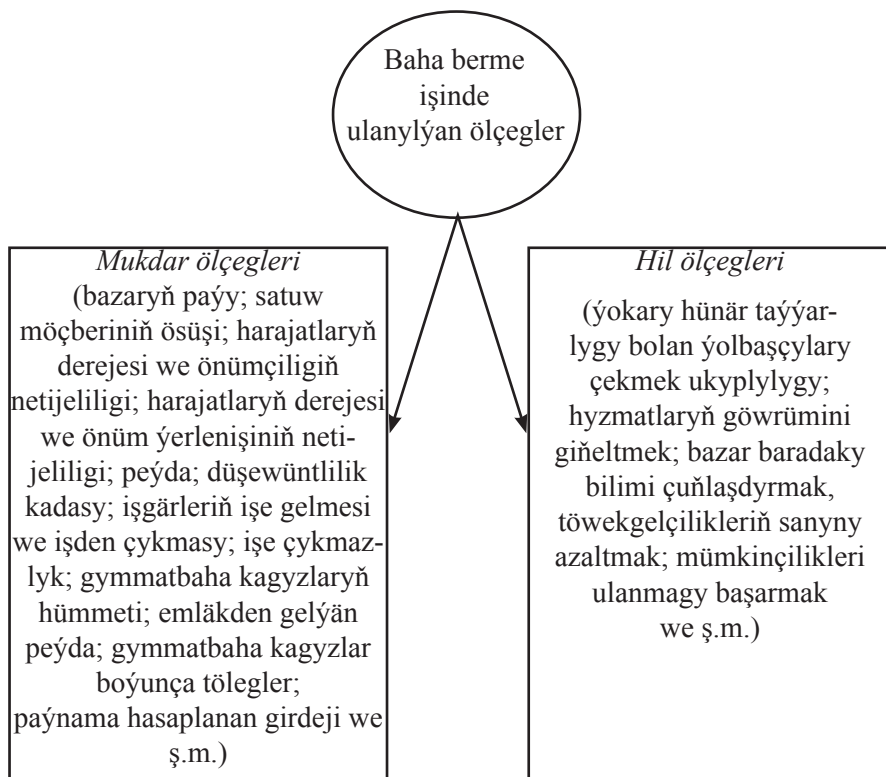 Baha berme
işinde
ulanylýan ölçegler
Mukdar ölçegleri
(bazaryň paýy; satuw
möçberiniň ösüşi; harajatlaryň
derejesi we önümçiligiň
netijeliligi; harajatlaryň derejesi
we önüm ýerlenişiniň neti-
jeliligi; peýda; düşewüntlilik
kadasy; işgärleriň işe gelmesi
we işden çykmasy; işe çykmaz-
lyk; gymmatbaha kagyzlaryň
hümmeti; emläkden gelýän
peýda; gymmatbaha kagyzlar
boýunça tölegler;
paýnama hasaplanan girdeji we
ş.m.)
Hil ölçegleri
(ýokary hünär taýýar-
lygy bolan ýolbaşçylary
çekmek ukyplylygy;
hyzmatlaryň göwrümini
giňeltmek; bazar baradaky
bilimi çuňlaşdyrmak,
töwekgelçilikleriň sanyny
azaltmak; mümkinçilikleri
ulanmagy başarmak
we ş.m.)